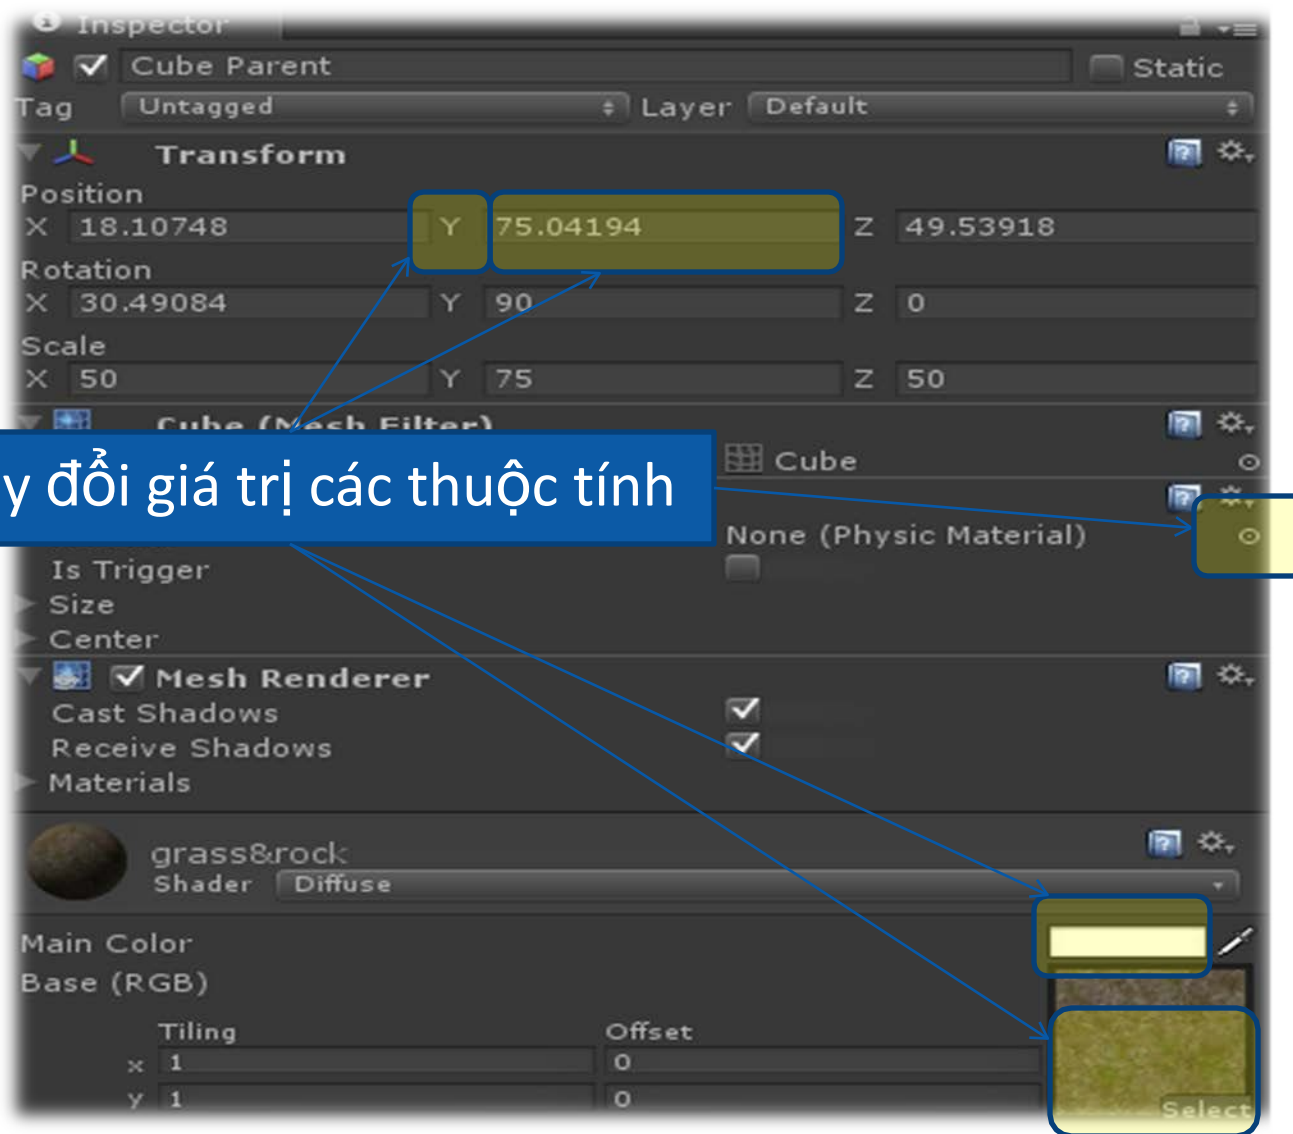 Inspector
Cube Parent Static
Tag Untagged Layer Default
Transform
Position
X 18.10748 Y 75.04194 Z 49.53918
Rotation
X 30.49084 Y 90 Z 0
Scale
X 50 Y 75 Z 50
Cube (Mesh Filter)
Cube
y đổi giá trị các thuộc tính
None (Physic Material)
Is Trigger
Size
Center
Mesh Renderer
Cast Shadows
Receive Shadows
Materials
grass&rock
Shader Diffuse
Main Color
Base (RGB)
Tiling Offset
x 1 0
y 1 0
Select